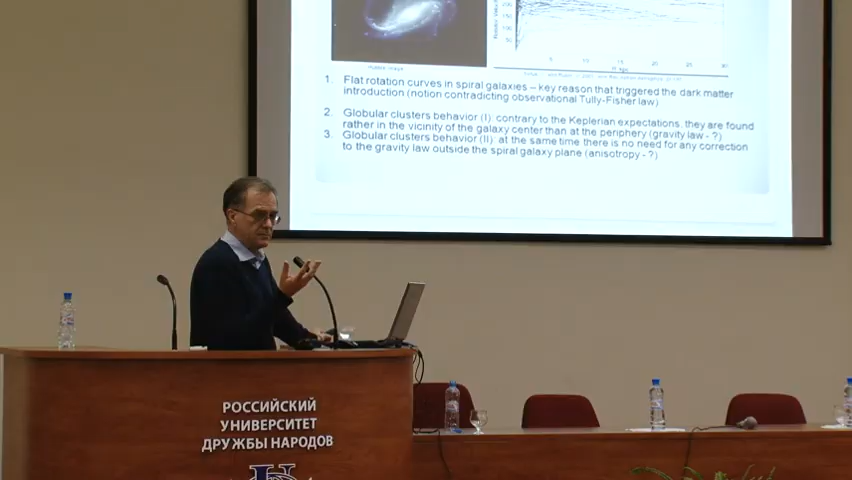 1. Flat rotation curves in spiral galaxies – key reason that triggered the dark matter
introduction (notion contradicting observational Tully-Fisher law)
2. Globular clusters behavior (I): contrary to the Keplerian expectations, they are found
rather in the vicinity of the galaxy center than at the periphery (gravity law - ?)
3. Globular clusters behavior (II): at the same time there is no need for any correction
to the gravity law outside the spiral galaxy plane (anisotropy - ?)
РОССИЙСКИЙ
УНИВЕРСИТЕТ
ДРУЖБЫ НАРОДОВ